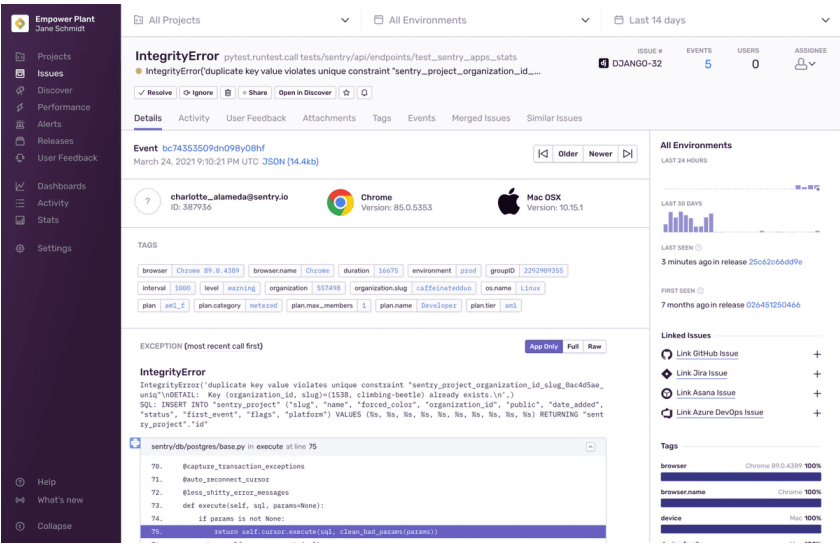 Empower Plant
Jane Schmidt
Projects
Issues
Discover
Performance
Alerts
Releases
User Feedback
Dashboards
Activity
Stats
Settings
Help
What's new
Collapse
All Projects
All Environments
Last 14 days
IntegrityError pytest.runtest.call tests/sentry/api/endpoints/test_sentry_apps_stats
IntegrityError('duplicate key value violates unique constraint "sentry_project_organization_id_...
ISSUE # EVENTS USERS ASSIGNEE
dj DJANGO-32 5 0
Resolve Ignore Share Open in Discover
Details Activity User Feedback Attachments Tags Events Merged Issues Similar Issues
Event bc74353509dn098y08hf
March 24, 2021 9:10:21 PM UTC JSON (14.4kb)
Older Newer
? charlotte_alameda@sentry.io
ID: 387936
Chrome
Version: 85.0.5353
Mac OSX
Version: 10.15.1
TAGS
browser Chrome 89.0.4389 browser.name Chrome duration 16675 environment prod groupID 2292909355
interval 1000 level warning organization 557498 organization.slug caffeinatedduo os.name Linux
plan am1_f plan.category metered plan.max_members 1 plan.name Developer plan.tier am1
EXCEPTION (most recent call first)
App Only Full Raw
IntegrityError
IntegrityError('duplicate key value violates unique constraint "sentry_project_organization_id_slug_0ac4d5ae_
uniq"\nDETAIL: Key (organization_id, slug)=(1538, climbing-beetle) already exists.\n',)
SQL: INSERT INTO "sentry_project" ("slug", "name", "forced_color", "organization_id", "public", "date_added",
"status", "first_event", "flags", "platform") VALUES (%s, %s, %s, %s, %s, %s, %s, %s, %s, %s) RETURNING "sent
ry_project"."id"
sentry/db/postgres/base.py in execute at line 75
70. @capture_transaction_exceptions
71. @auto_reconnect_cursor
72. @less_shitty_error_messages
73. def execute(self, sql, params=None):
74. if params is not None:
75. return self.cursor.execute(sql, clean_bad_params(params))
All Environments
LAST 24 HOURS
LAST 30 DAYS
LAST SEEN ?
3 minutes ago in release 25c62c66dd9e
FIRST SEEN ?
7 months ago in release 026451250466
Linked Issues
Link GitHub Issue +
Link Jira Issue +
Link Asana Issue +
Link Azure DevOps Issue +
Tags
browser Chrome 89.0.4389 100%
browser.name Chrome 100%
device Mac 100%